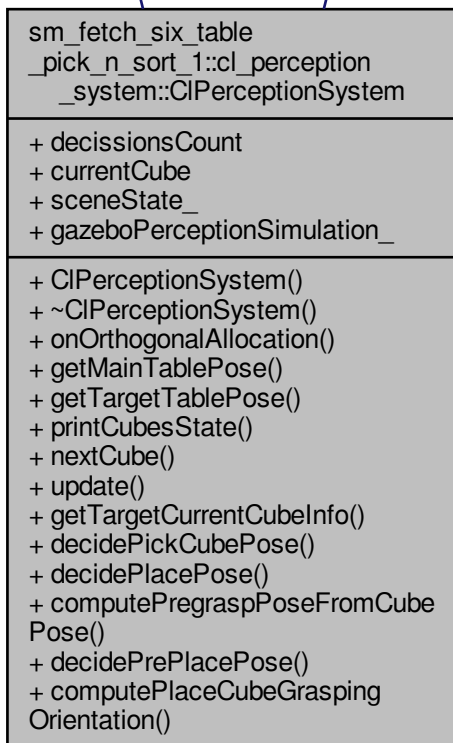 sm_fetch_six_table
_pick_n_sort_1::cl_perception
_system::ClPerceptionSystem
+ decissionsCount
+ currentCube
+ sceneState_
+ gazeboPerceptionSimulation_
+ ClPerceptionSystem()
+ ~ClPerceptionSystem()
+ onOrthogonalAllocation()
+ getMainTablePose()
+ getTargetTablePose()
+ printCubesState()
+ nextCube()
+ update()
+ getTargetCurrentCubeInfo()
+ decidePickCubePose()
+ decidePlacePose()
+ computePregraspPoseFromCube
Pose()
+ decidePrePlacePose()
+ computePlaceCubeGrasping
Orientation()